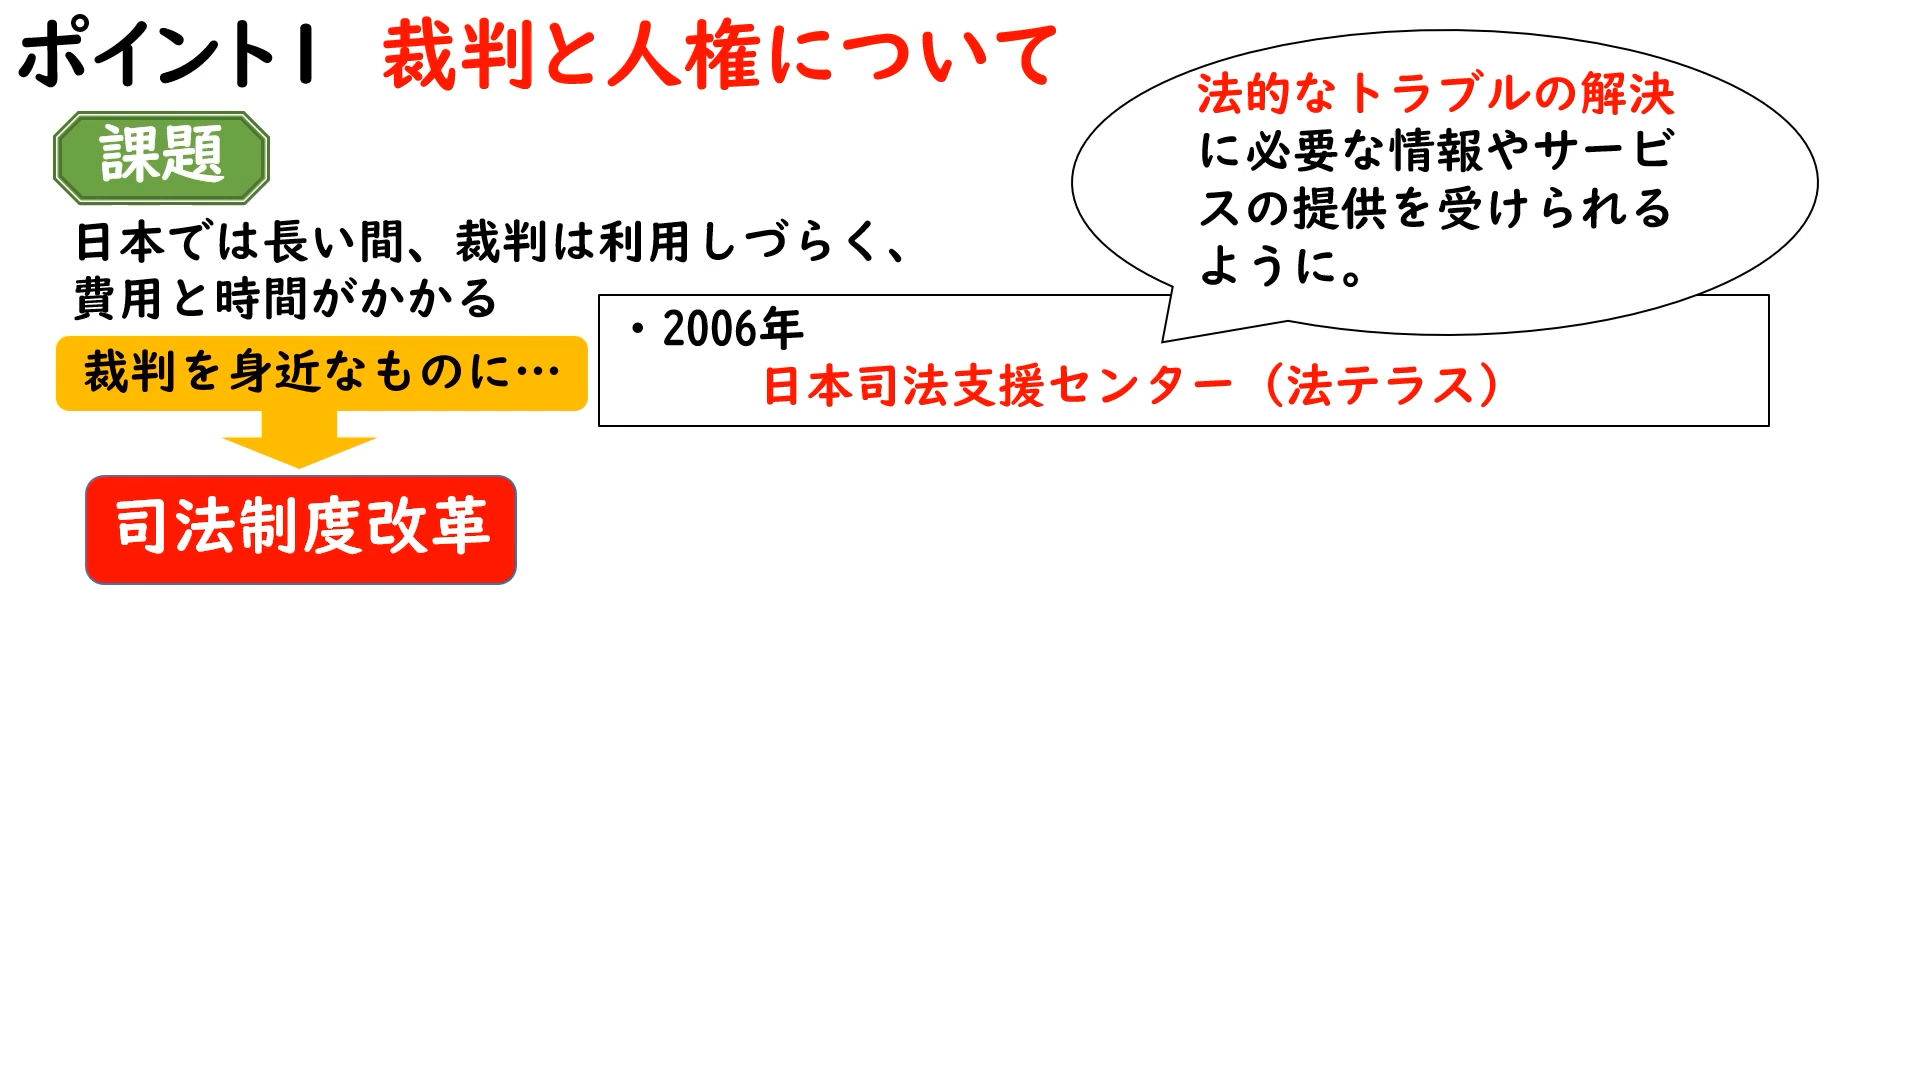 ポイント1　裁判と人権について
課題
日本では長い間、裁判は利用しづらく、
費用と時間がかかる
裁判を身近なものに…
司法制度改革
法的なトラブルの解決
に必要な情報やサービ
スの提供を受けられる
ように。
・2006年
日本司法支援センター（法テラス）